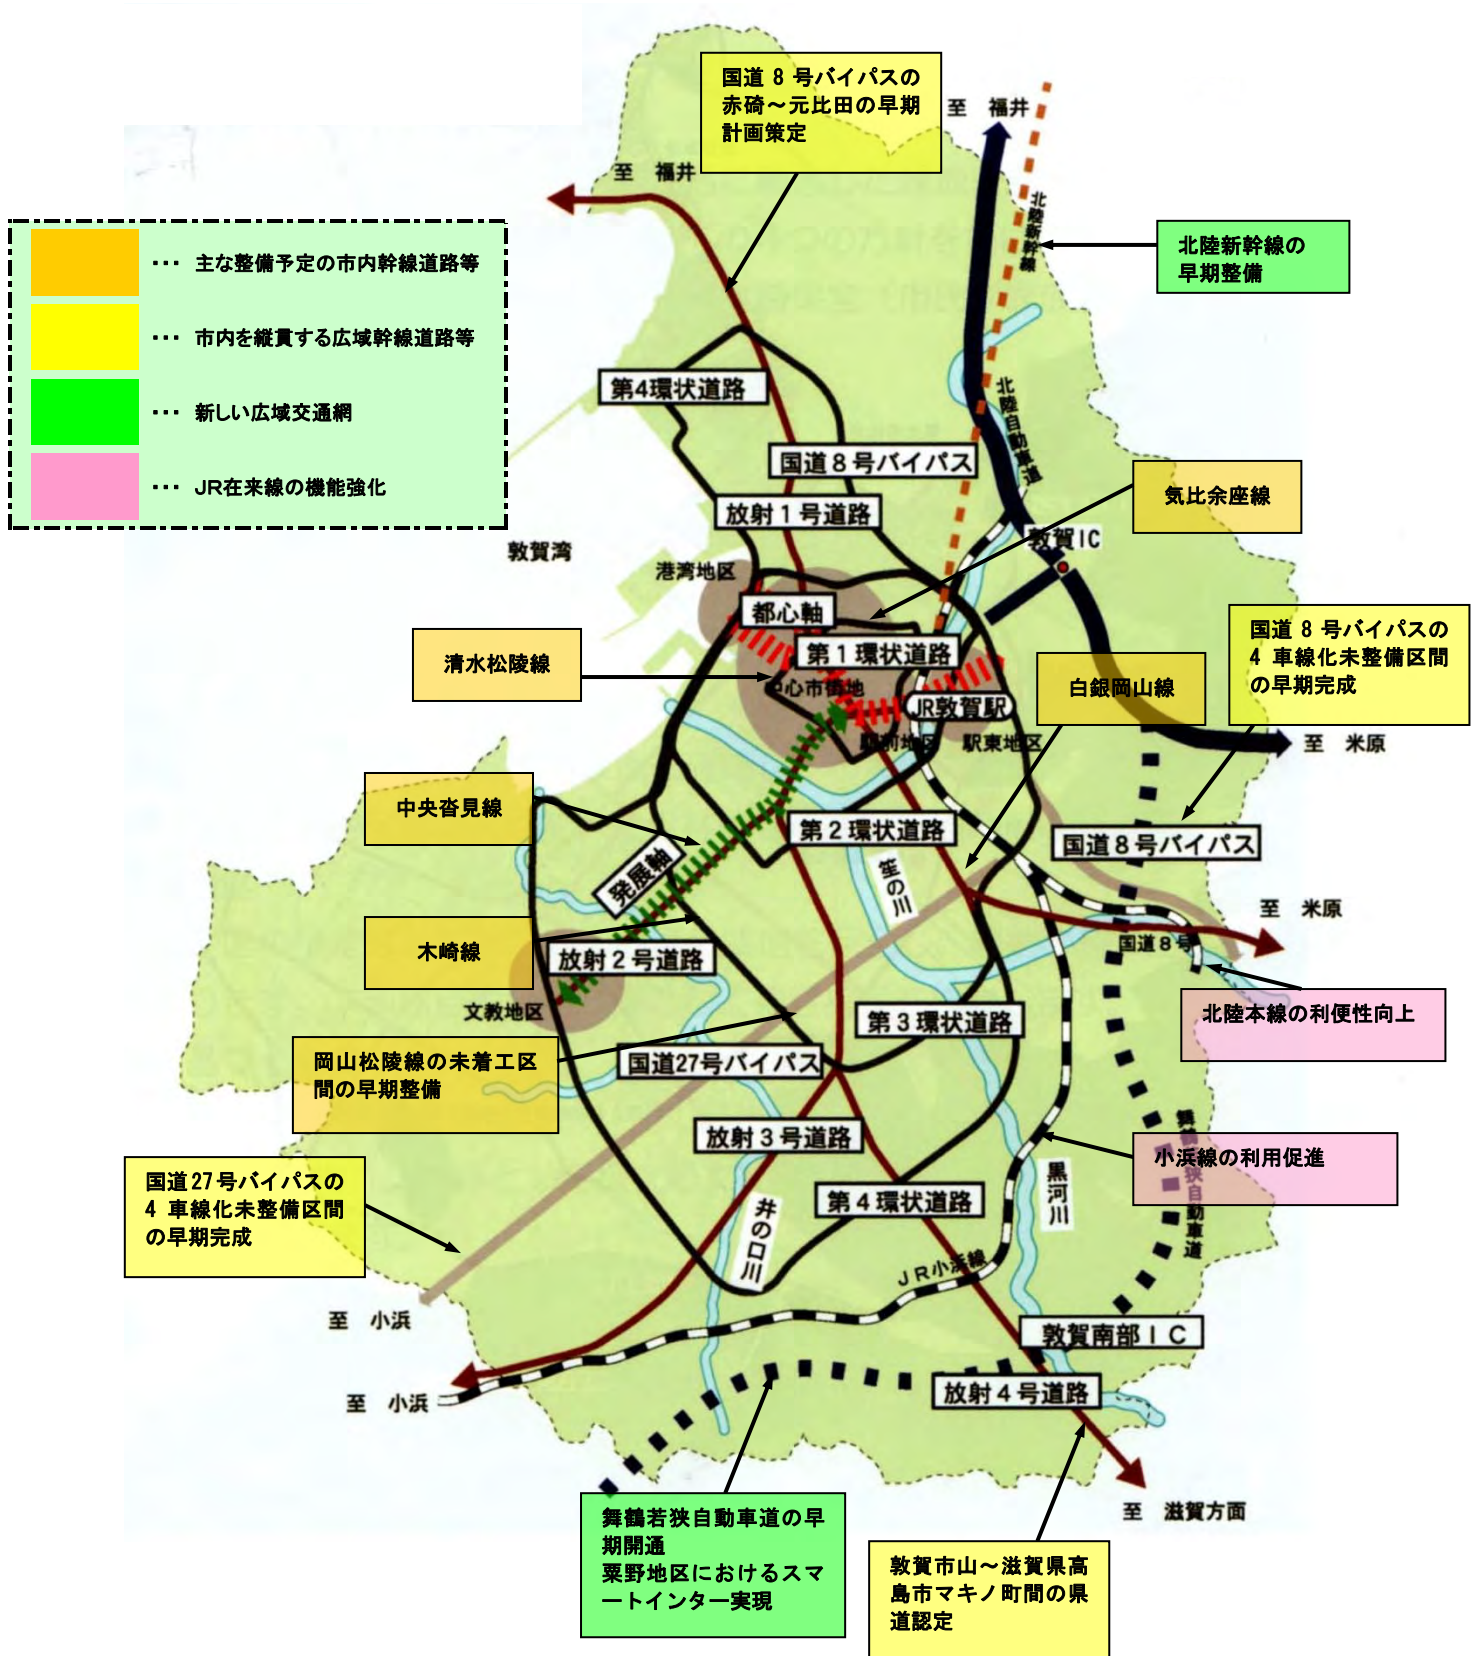 国道 8 号バイパスの
赤碕～元比田の早期
計画策定
至 福井
至 福井
北陸新幹線
北陸新幹線の
早期整備
… 主な整備予定の市内幹線道路等
… 市内を縦貫する広域幹線道路等
… 新しい広域交通網
… JR在来線の機能強化
第4環状道路
北陸自動車道
国道8号バイパス
気比余座線
放射1号道路
敦賀IC
敦賀湾
港湾地区
都心軸
国道 8 号バイパスの
4 車線化未整備区間
の早期完成
第1環状道路
清水松陵線
中心市街地
白銀岡山線
JR敦賀駅
駅前地区
駅東地区
至 米原
中央沓見線
第2環状道路
国道8号バイパス
発展軸
笙の川
至 米原
国道8号
木崎線
放射2号道路
文教地区
北陸本線の利便性向上
第3環状道路
岡山松陵線の未着工区
間の早期整備
国道27号バイパス
放射3号道路
舞鶴若狭自動車道
小浜線の利用促進
黒河川
国道27号バイパスの
4 車線化未整備区間
の早期完成
第4環状道路
井の口川
JR小浜線
至 小浜
敦賀南部IC
至 小浜
放射4号道路
至 滋賀方面
舞鶴若狭自動車道の早
期開通
粟野地区におけるスマ
ートインター実現
敦賀市山～滋賀県高
島市マキノ町間の県
道認定